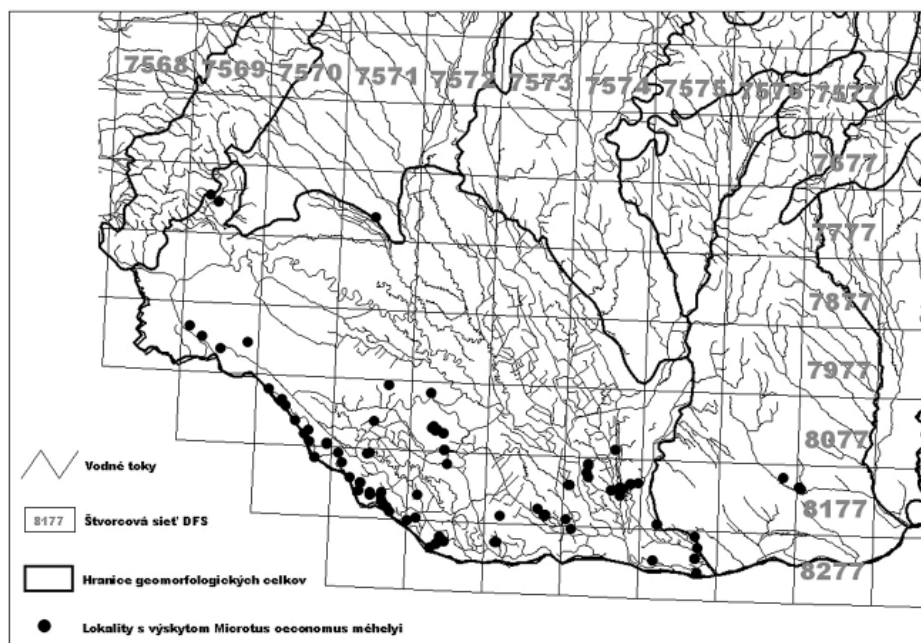 7568 7569 7570 7571 7572 7573 7574 7575 7576 7577
7677
7777
7877
7977
8077
8177
8277
Vodné toky
8177 Štvorcová sieť DFS
Hranice geomorfologických celkov
Lokality s výskytom Microtus oeconomus méhelyi